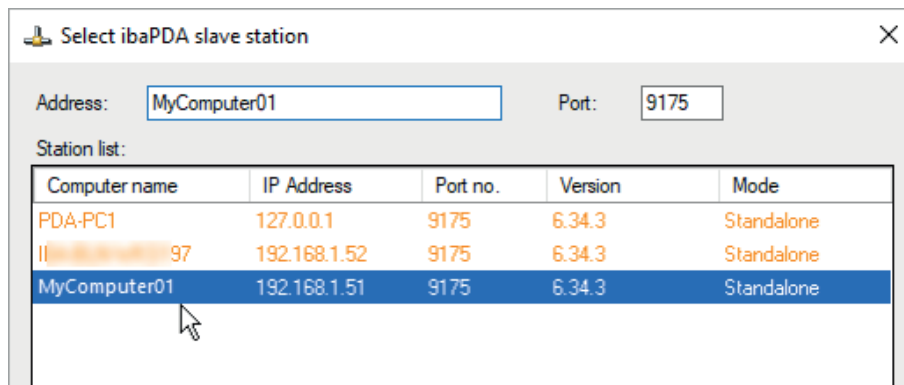 Select ibaPDA slave station
Address: MyComputer01 Port: 9175
Station list:
Computer name IP Address Port no. Version Mode
PDA-PC1 127.0.0.1 9175 6.34.3 Standalone
97 192.168.1.52 9175 6.34.3 Standalone
MyComputer01 192.168.1.51 9175 6.34.3 Standalone